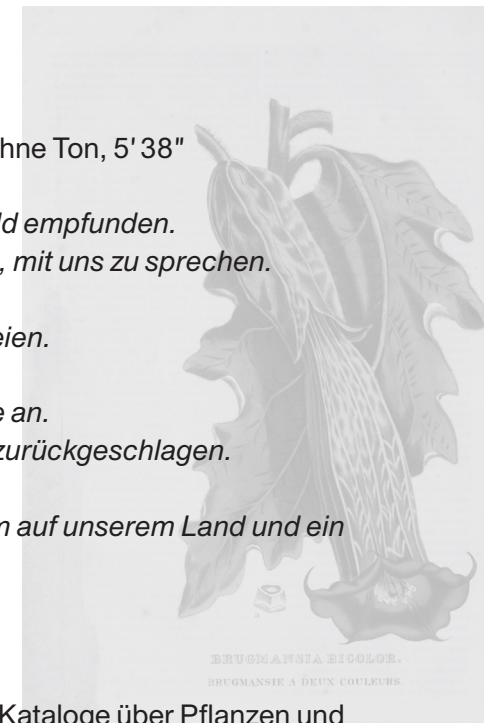 hne Ton, 5' 38"
ld empfunden.
, mit uns zu sprechen.
eien.
e an.
zurückgeschlagen.
n auf unserem Land und ein
BRUGMANSIA BICOLOR.
BRUGMANSIE A DEUX COULEURS.
Kataloge über Pflanzen und